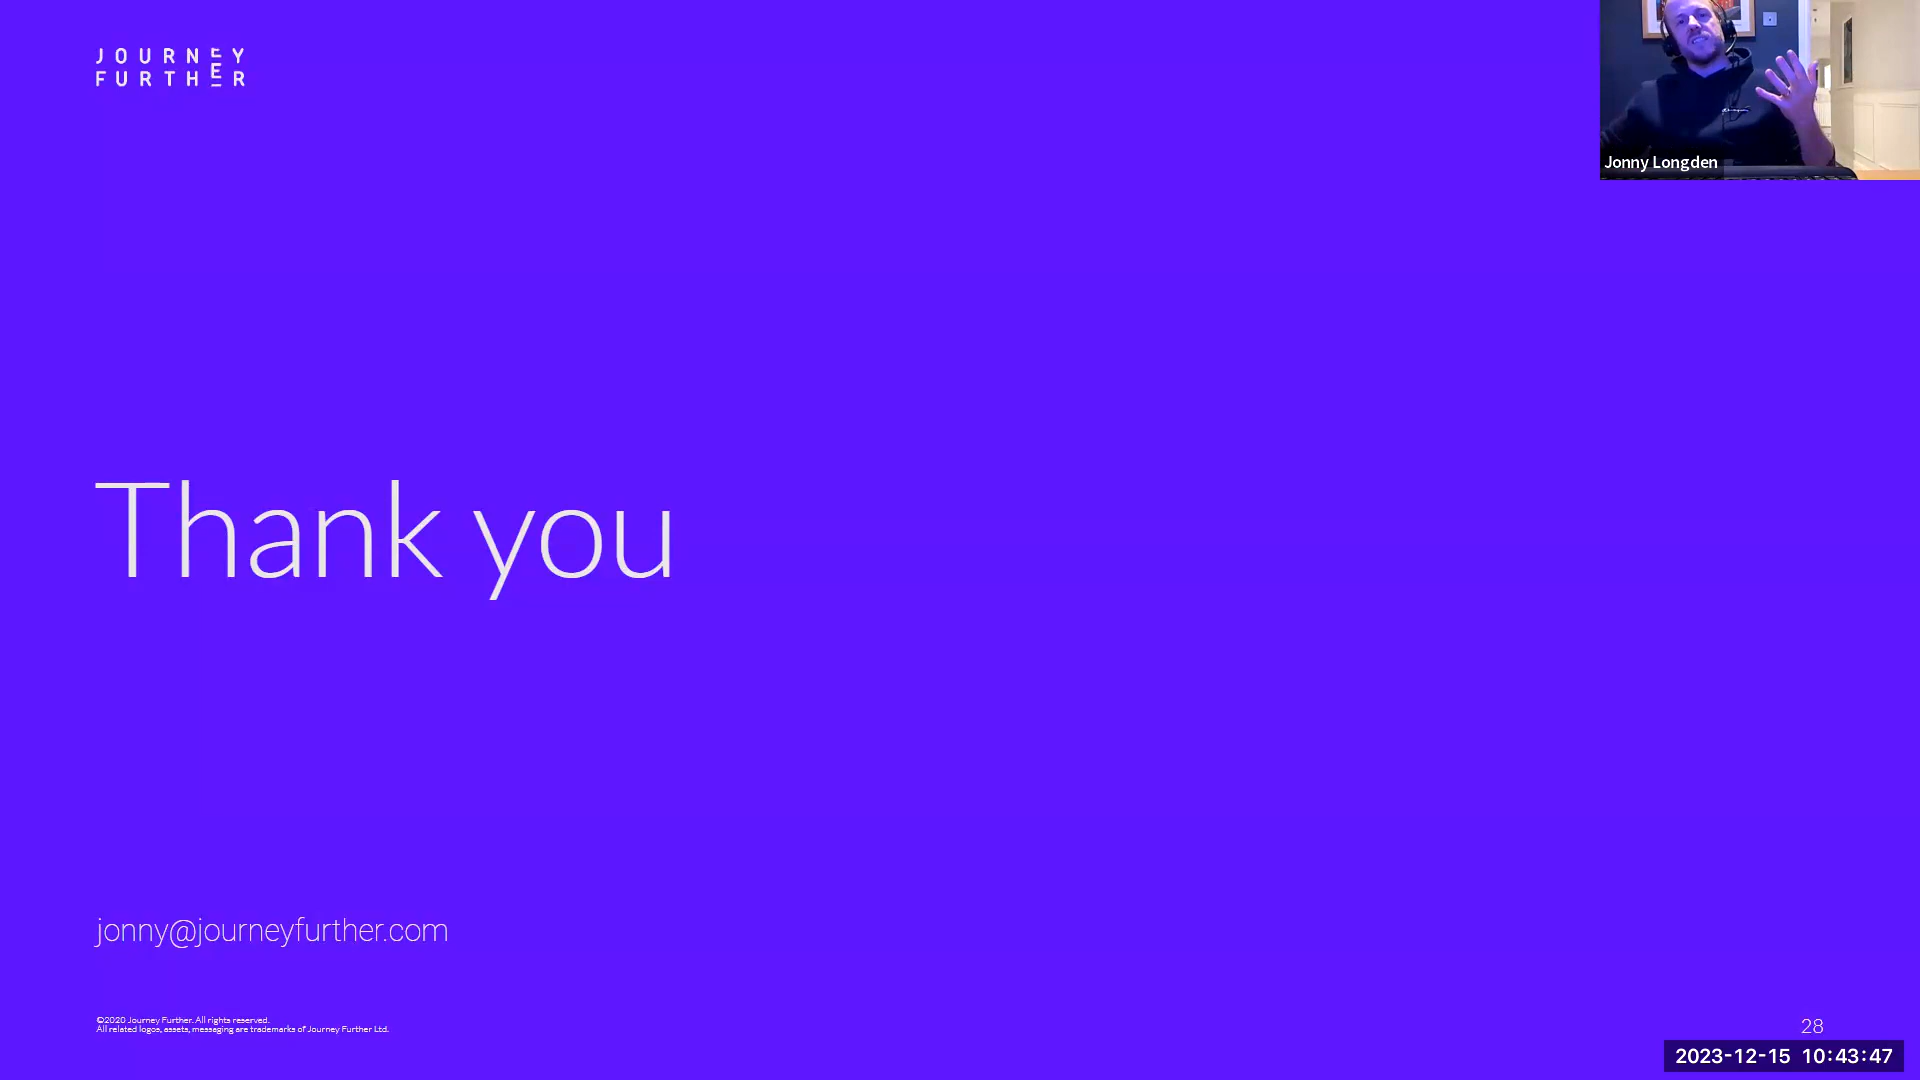 JOURNEY
FURTHER
Jonny Longden
Thank you
jonny@journeyfurther.com
©2020 Journey Further. All rights reserved.
All related logos, assets, messaging are trademarks of Journey Further Ltd.
28
2023-12-15 10:43:47